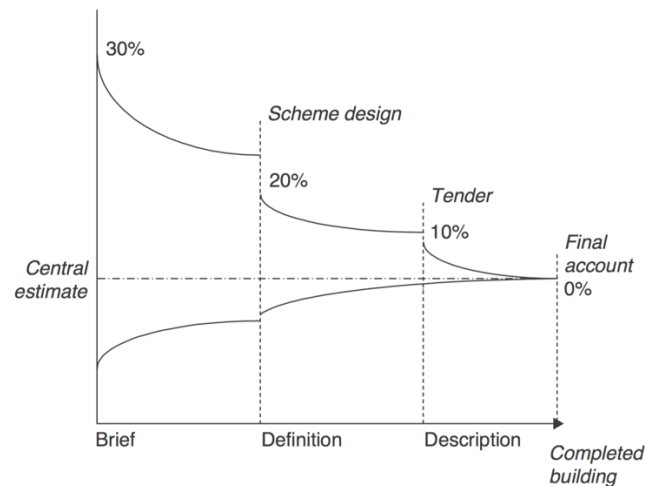 30%
Scheme design
20%
Tender
10%
Final
account
0%
Central
estimate
Brief
Definition
Description
Completed
building